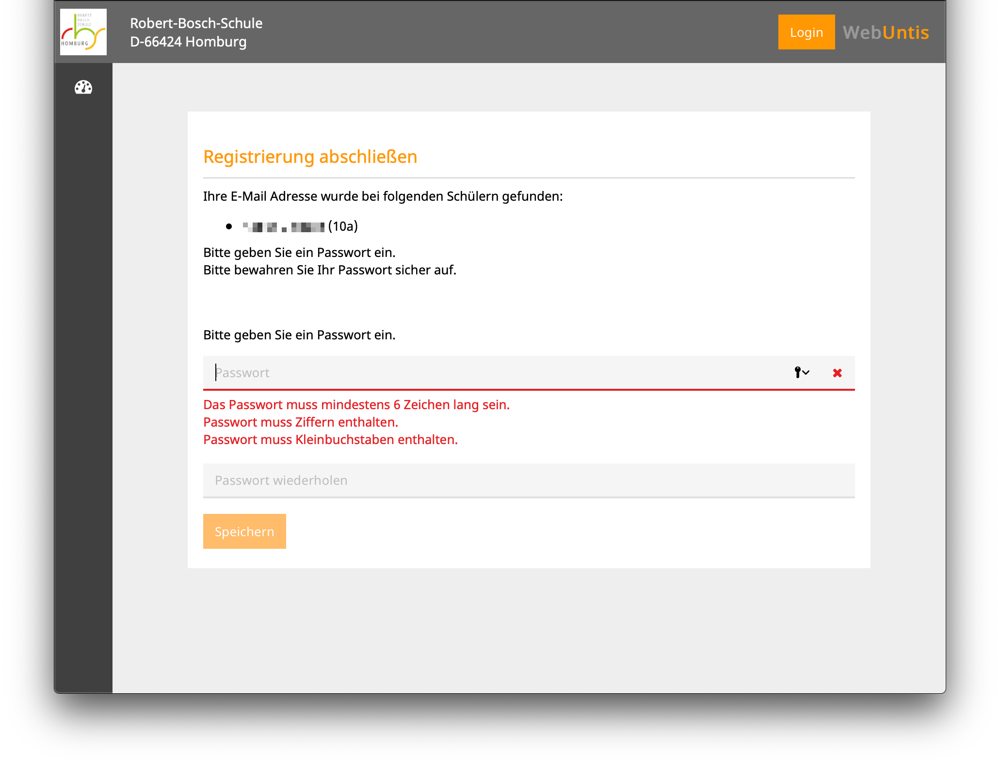 ROBERT
BOSCH
SCHULE
HOMBURG
Robert-Bosch-Schule
D-66424 Homburg
Login
WebUntis
Registrierung abschließen
Ihre E-Mail Adresse wurde bei folgenden Schülern gefunden:
(10a)
Bitte geben Sie ein Passwort ein.
Bitte bewahren Sie Ihr Passwort sicher auf.
Bitte geben Sie ein Passwort ein.
Passwort
Das Passwort muss mindestens 6 Zeichen lang sein.
Passwort muss Ziffern enthalten.
Passwort muss Kleinbuchstaben enthalten.
Passwort wiederholen
Speichern